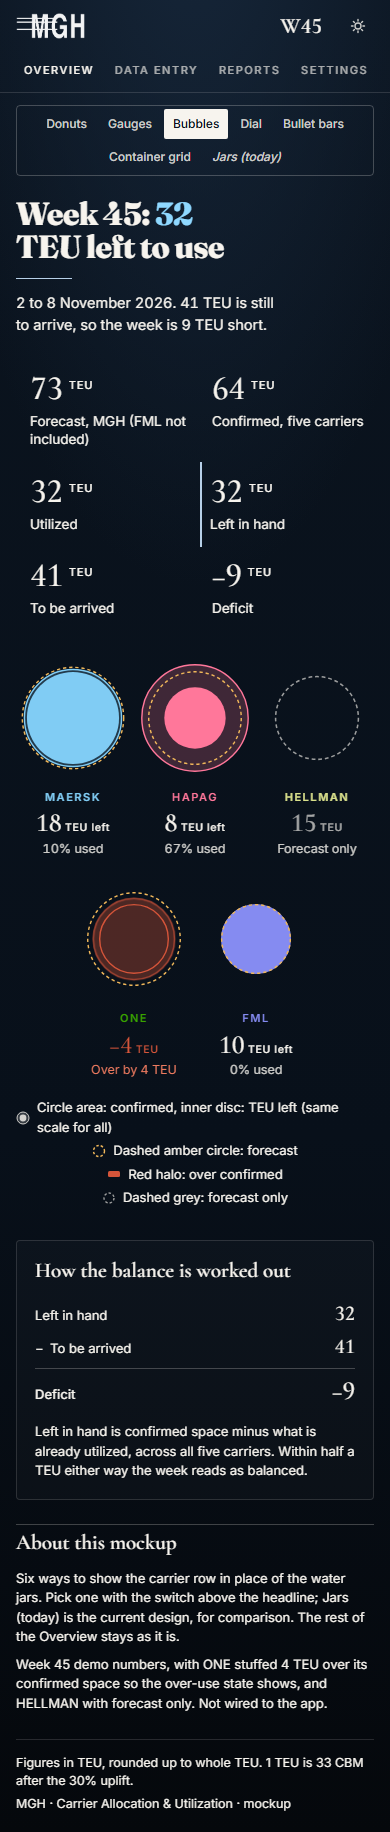 MGH
W45
OVERVIEW DATA ENTRY REPORTS SETTINGS
Donuts Gauges Bubbles Dial Bullet bars
Container grid Jars (today)
Week 45: 32
TEU left to use
2 to 8 November 2026. 41 TEU is still
to arrive, so the week is 9 TEU short.
73 TEU
Forecast, MGH (FML not
included)
64 TEU
Confirmed, five carriers
32 TEU
Utilized
32 TEU
Left in hand
41 TEU
To be arrived
−9 TEU
Deficit
MAERSK
18 TEU left
10% used
HAPAG
8 TEU left
67% used
HELLMAN
15 TEU
Forecast only
ONE
−4 TEU
Over by 4 TEU
FML
10 TEU left
0% used
Circle area: confirmed, inner disc: TEU left (same
scale for all)
Dashed amber circle: forecast
Red halo: over confirmed
Dashed grey: forecast only
How the balance is worked out
Left in hand 32
− To be arrived 41
Deficit −9
Left in hand is confirmed space minus what is
already utilized, across all five carriers. Within half a
TEU either way the week reads as balanced.
About this mockup
Six ways to show the carrier row in place of the water
jars. Pick one with the switch above the headline; Jars
(today) is the current design, for comparison. The rest of
the Overview stays as it is.
Week 45 demo numbers, with ONE stuffed 4 TEU over its
confirmed space so the over-use state shows, and
HELLMAN with forecast only. Not wired to the app.
Figures in TEU, rounded up to whole TEU. 1 TEU is 33 CBM
after the 30% uplift.
MGH · Carrier Allocation & Utilization · mockup